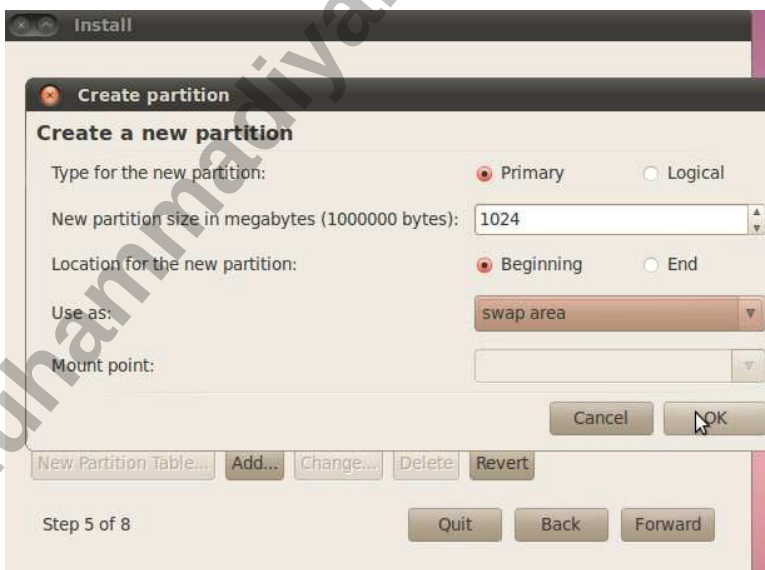 Install
Create partition
Create a new partition
Type for the new partition: Primary Logical
New partition size in megabytes (1000000 bytes): 1024
Location for the new partition: Beginning End
Use as: swap area
Mount point:
Cancel OK
New Partition Table... Add... Change... Delete Revert
Step 5 of 8 Quit Back Forward